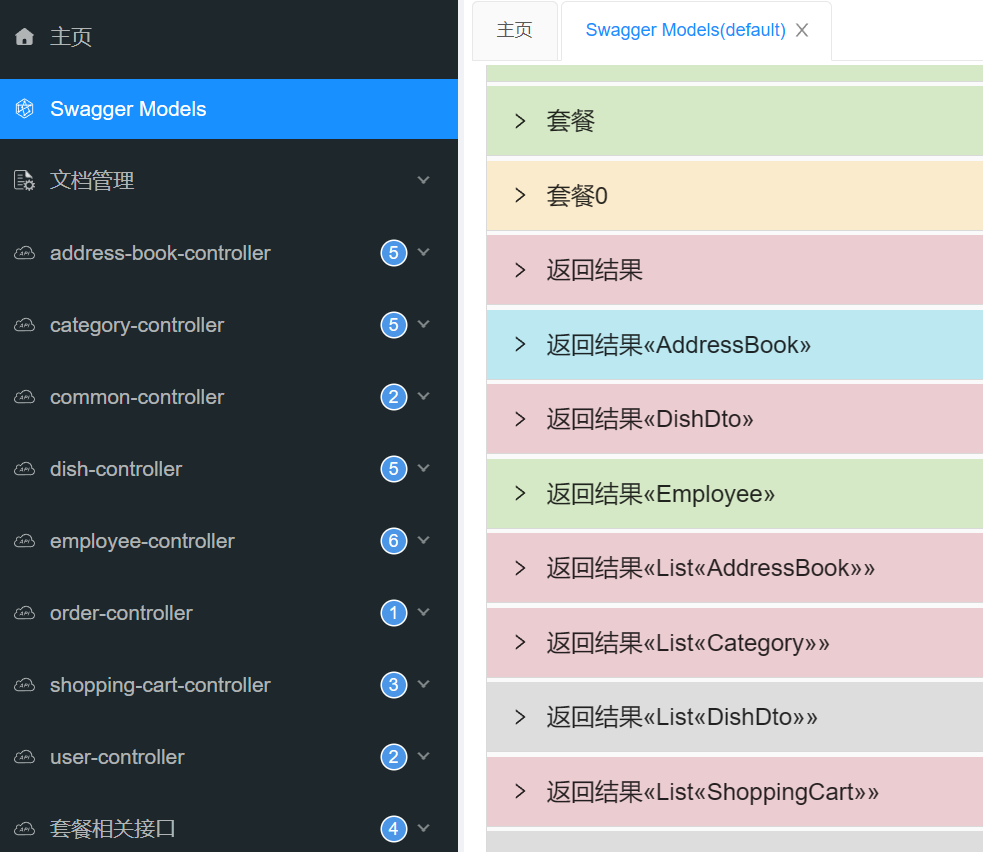 主页
Swagger Models
文档管理
address-book-controller 5
category-controller 5
common-controller 2
dish-controller 5
employee-controller 6
order-controller 1
shopping-cart-controller 3
user-controller 2
套餐相关接口 4
主页
Swagger Models(default)
套餐
套餐0
返回结果
返回结果«AddressBook»
返回结果«DishDto»
返回结果«Employee»
返回结果«List«AddressBook»»
返回结果«List«Category»»
返回结果«List«DishDto»»
返回结果«List«ShoppingCart»»